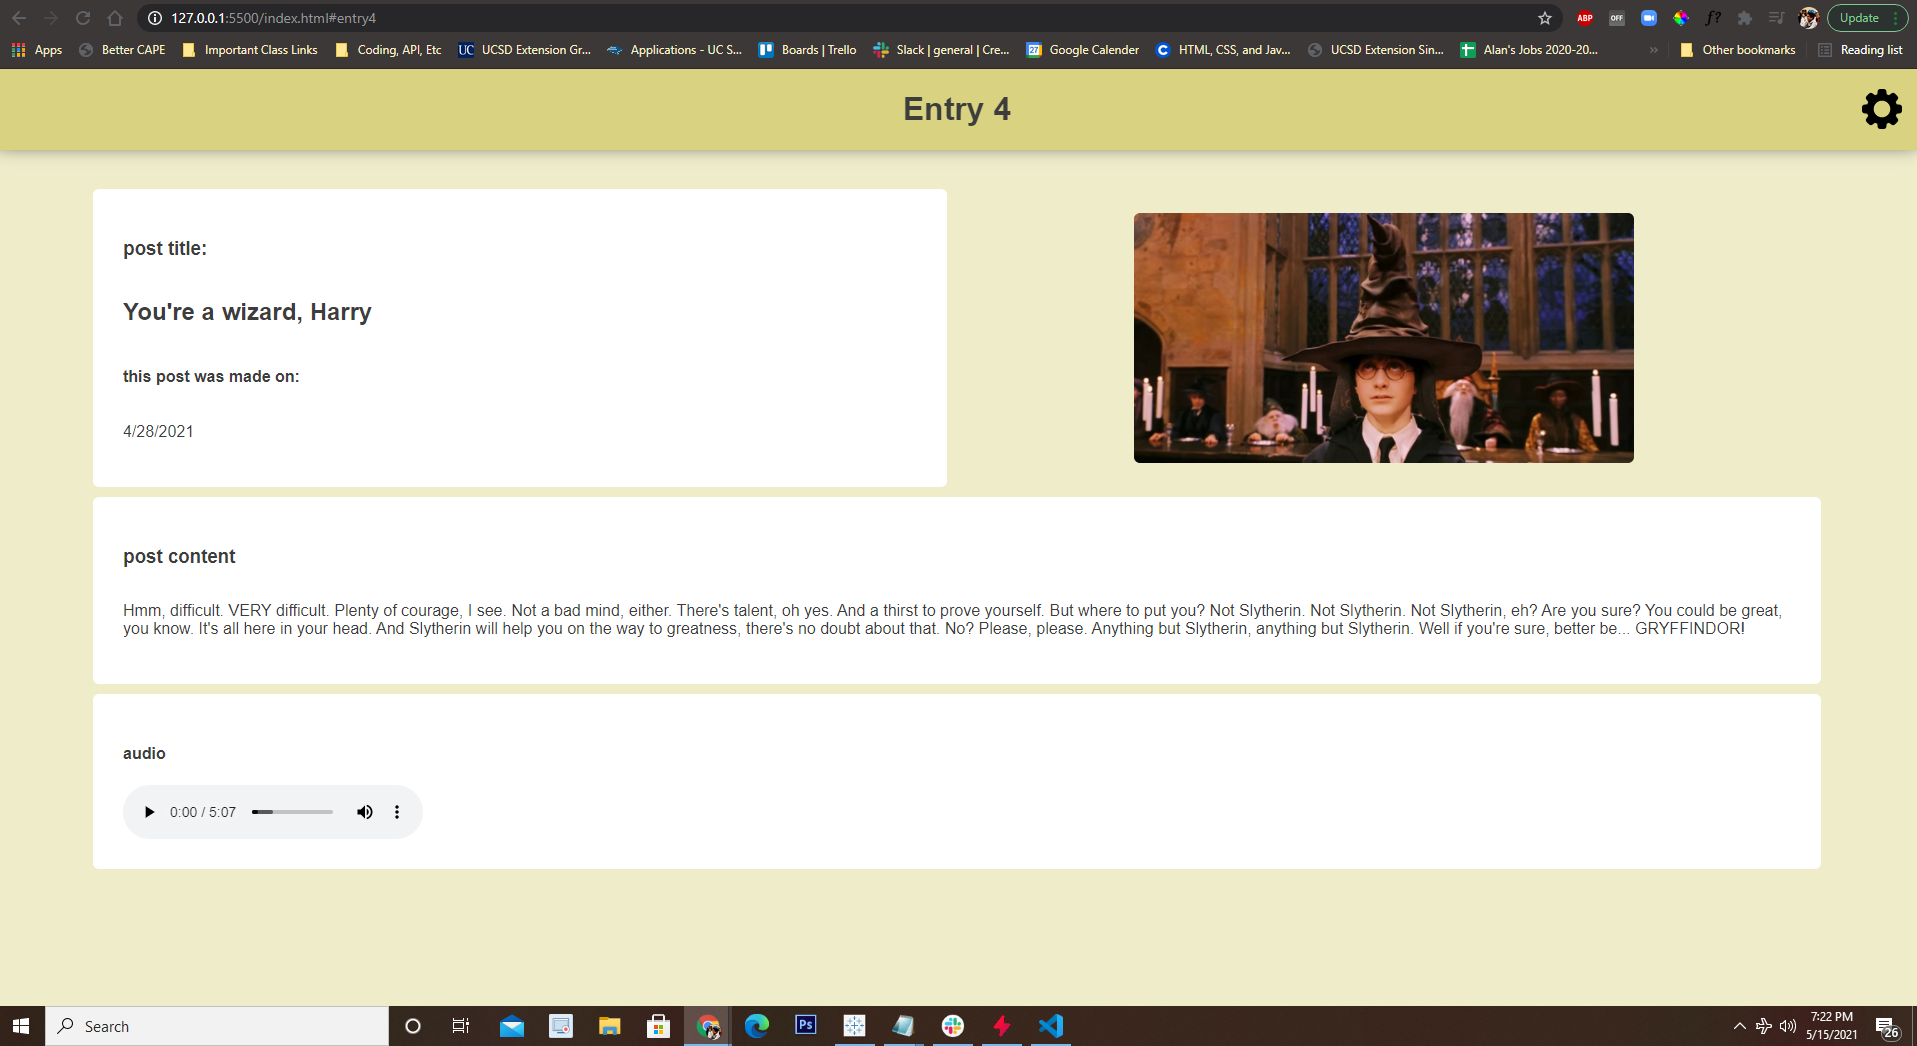 127.0.0.1:5500/index.html#entry4
ABP
OFF
f?
Update
Apps
Better CAPE
Important Class Links
Coding, API, Etc
UC
UCSD Extension Gr...
Applications - UC S...
Boards | Trello
Slack | general | Cre...
27
Google Calender
C
HTML, CSS, and Jav...
UCSD Extension Sin...
Alan's Jobs 2020-20...
»
Other bookmarks
Reading list
Entry 4
post title:
You're a wizard, Harry
this post was made on:
4/28/2021
post content
Hmm, difficult. VERY difficult. Plenty of courage, I see. Not a bad mind, either. There's talent, oh yes. And a thirst to prove yourself. But where to put you? Not Slytherin. Not Slytherin. Not Slytherin, eh? Are you sure? You could be great,
you know. It's all here in your head. And Slytherin will help you on the way to greatness, there's no doubt about that. No? Please, please. Anything but Slytherin, anything but Slytherin. Well if you're sure, better be... GRYFFINDOR!
audio
0:00 / 5:07
Search
Ps
7:22 PM
5/15/2021
26